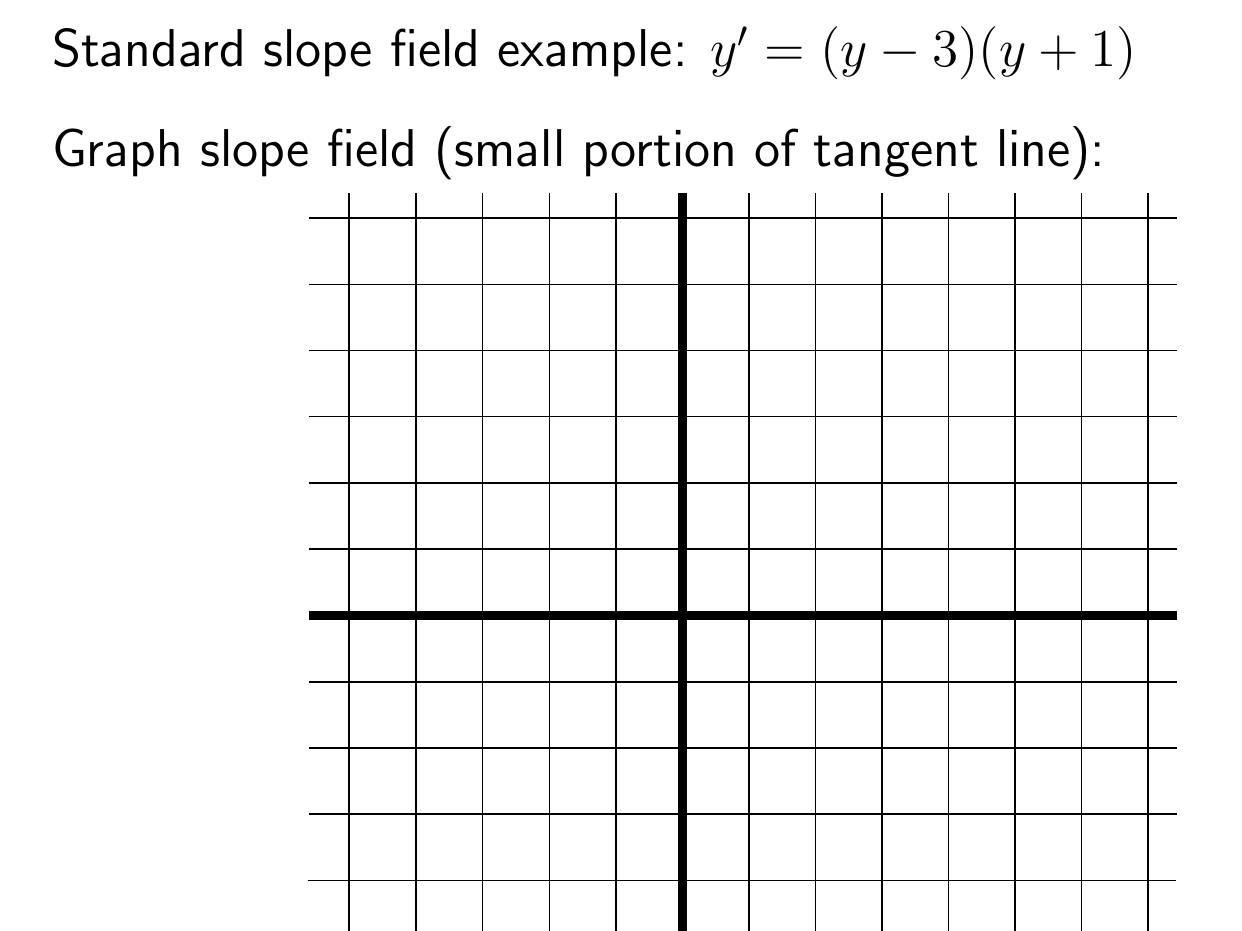 Standard slope field example: y′ = (y − 3)(y + 1)
Graph slope field (small portion of tangent line):